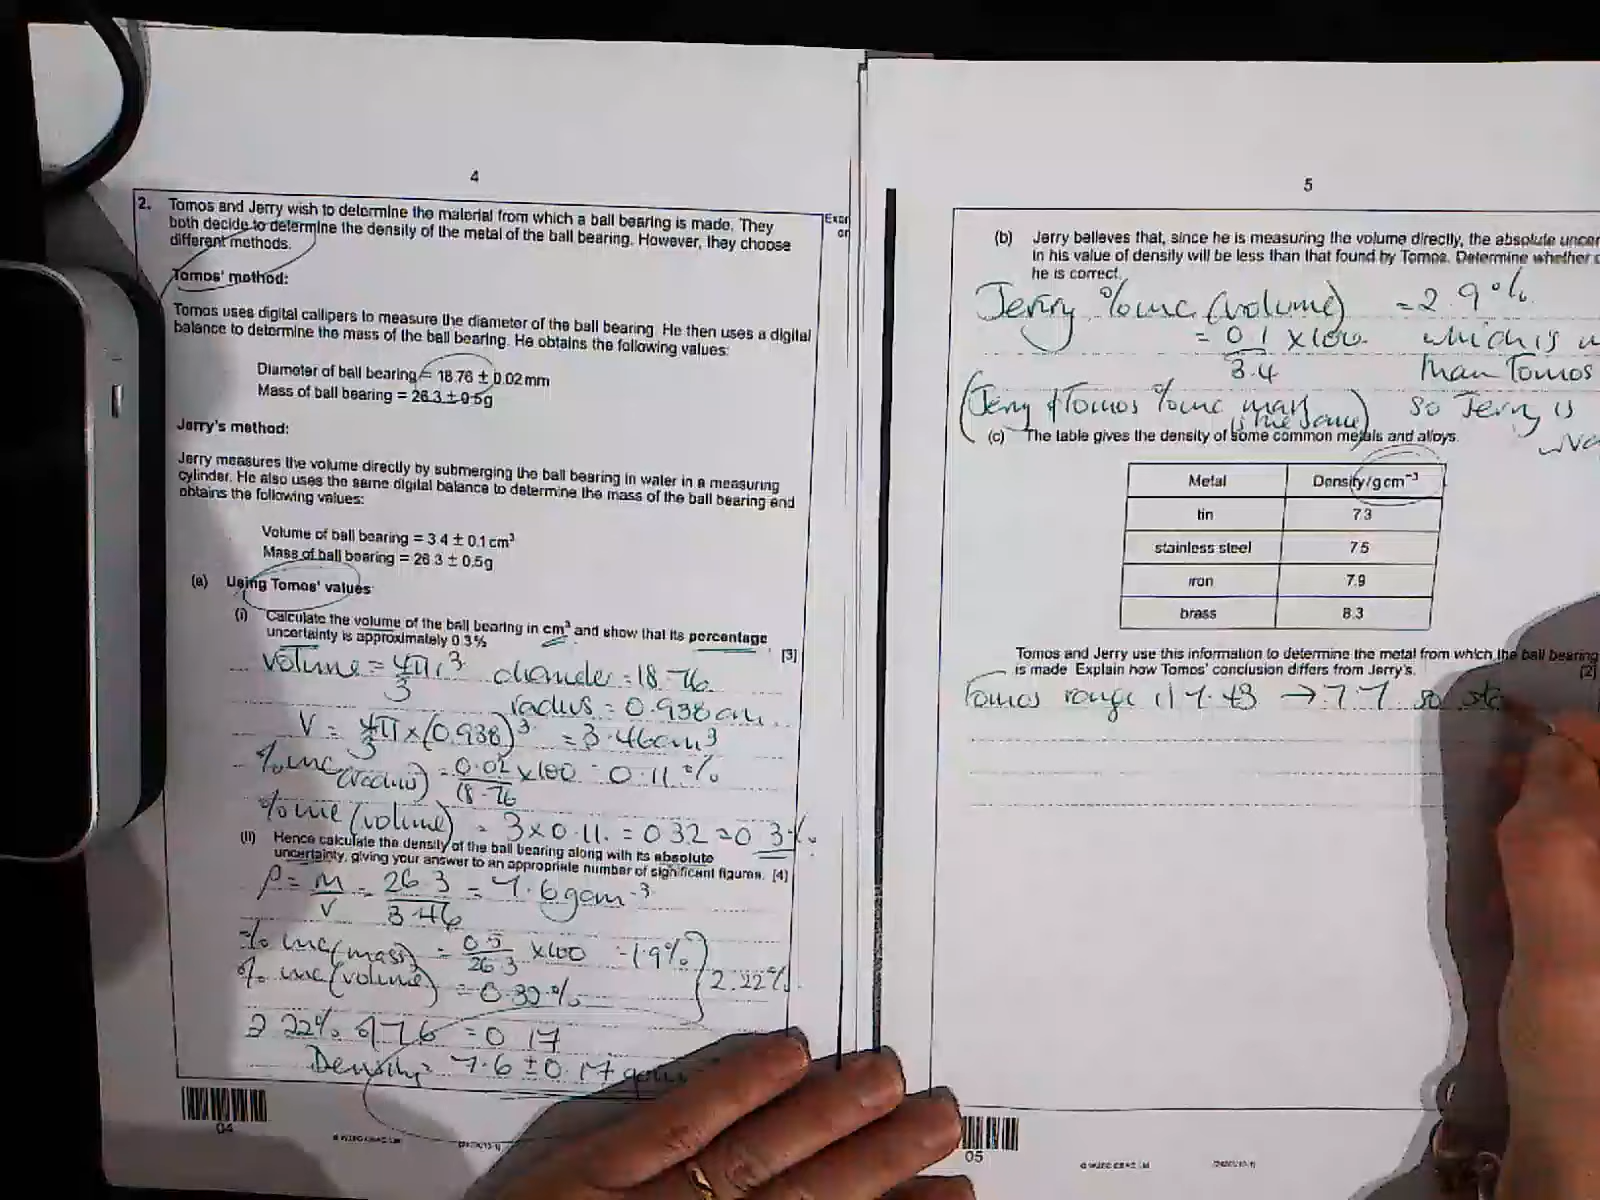 4
2. Tomos and Jerry wish to determine the material from which a ball bearing is made. They
both decide to determine the density of the metal of the ball bearing. However, they choose
different methods.
Tomos' method:
Tomos uses digital callipers to measure the diameter of the ball bearing. He then uses a digital
balance to determine the mass of the ball bearing. He obtains the following values:
Diameter of ball bearing = 18.76 ± 0.02 mm
Mass of ball bearing = 26.3 ± 0.5g
Jerry's method:
Jerry measures the volume directly by submerging the ball bearing in water in a measuring
cylinder. He also uses the same digital balance to determine the mass of the ball bearing and
obtains the following values:
Volume of ball bearing = 3.4 ± 0.1 cm³
Mass of ball bearing = 26.3 ± 0.5g
(a) Using Tomos' values:
(i) Calculate the volume of the ball bearing in cm³ and show that its percentage
uncertainty is approximately 0.3% [3]
Volume = 4πr³/3 diameter = 18.76
radius = 0.938 cm
V = 4π/3 × (0.938)³ = 3.46cm³
% unc (radius) = 0.02/18.76 × 100 = 0.11%
% unc (volume) = 3 × 0.11 = 0.32 ≈ 0.3%
(ii) Hence calculate the density of the ball bearing along with its absolute
uncertainty, giving your answer to an appropriate number of significant figures. [4]
ρ = m/V = 26.3/3.46 = 7.6 gcm⁻³
% unc (mass) = 0.5/26.3 × 100 = 1.9%
% unc (volume) = 0.32% 2.22%
2.22% of 7.6 = 0.17
Density = 7.6 ± 0.17
04
5
(b) Jerry believes that, since he is measuring the volume directly, the absolute
in his value of density will be less than that found by Tomos. Determine whether
he is correct.
Jerry % unc (volume) = 2.9%
= 0.1/3.4 × 100 which is
than Tomos
(Jerry & Tomos % unc mass is the same) so Jerry is
(c) The table gives the density of some common metals and alloys.
Metal Density/g cm⁻³
tin 7.3
stainless steel 7.5
iron 7.9
brass 8.3
Tomos and Jerry use this information to determine the metal from which the ball bearing
is made. Explain how Tomos' conclusion differs from Jerry's. [2]
Tomos range is 7.43 → 7.7 so
05